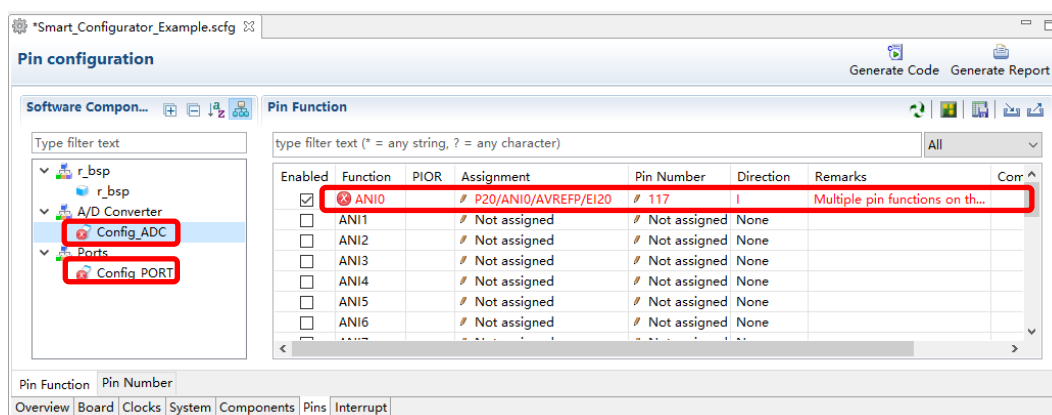 *Smart_Configurator_Example.scfg
Pin configuration
Generate Code Generate Report
Software Compon...
Pin Function
Type filter text
type filter text (* = any string, ? = any character)
All
r_bsp
r_bsp
A/D Converter
Config_ADC
Ports
Config_PORT
Enabled Function PIOR Assignment Pin Number Direction Remarks Com
ANI0 P20/ANI0/AVREFP/EI20 117 I Multiple pin functions on th...
ANI1 Not assigned Not assigned None
ANI2 Not assigned Not assigned None
ANI3 Not assigned Not assigned None
ANI4 Not assigned Not assigned None
ANI5 Not assigned Not assigned None
ANI6 Not assigned Not assigned None
Pin Function Pin Number
Overview Board Clocks System Components Pins Interrupt